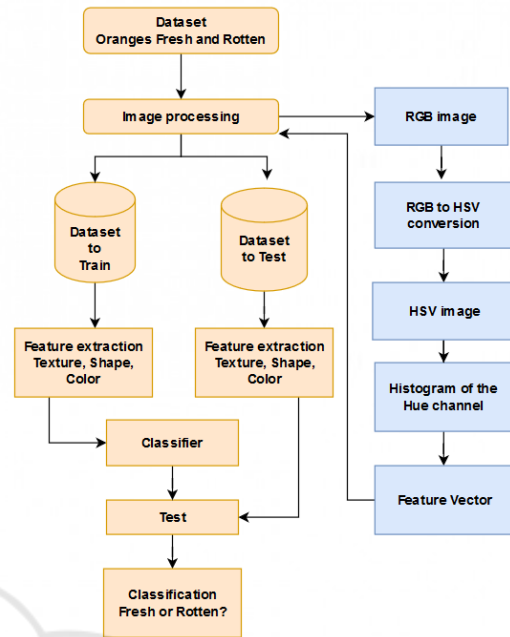 Dataset
Oranges Fresh and Rotten
Image processing
RGB image
RGB to HSV
conversion
HSV image
Histogram of the
Hue channel
Feature Vector
Dataset
to
Train
Dataset
to Test
Feature extraction
Texture, Shape,
Color
Feature extraction
Texture, Shape,
Color
Classifier
Test
Classification
Fresh or Rotten?